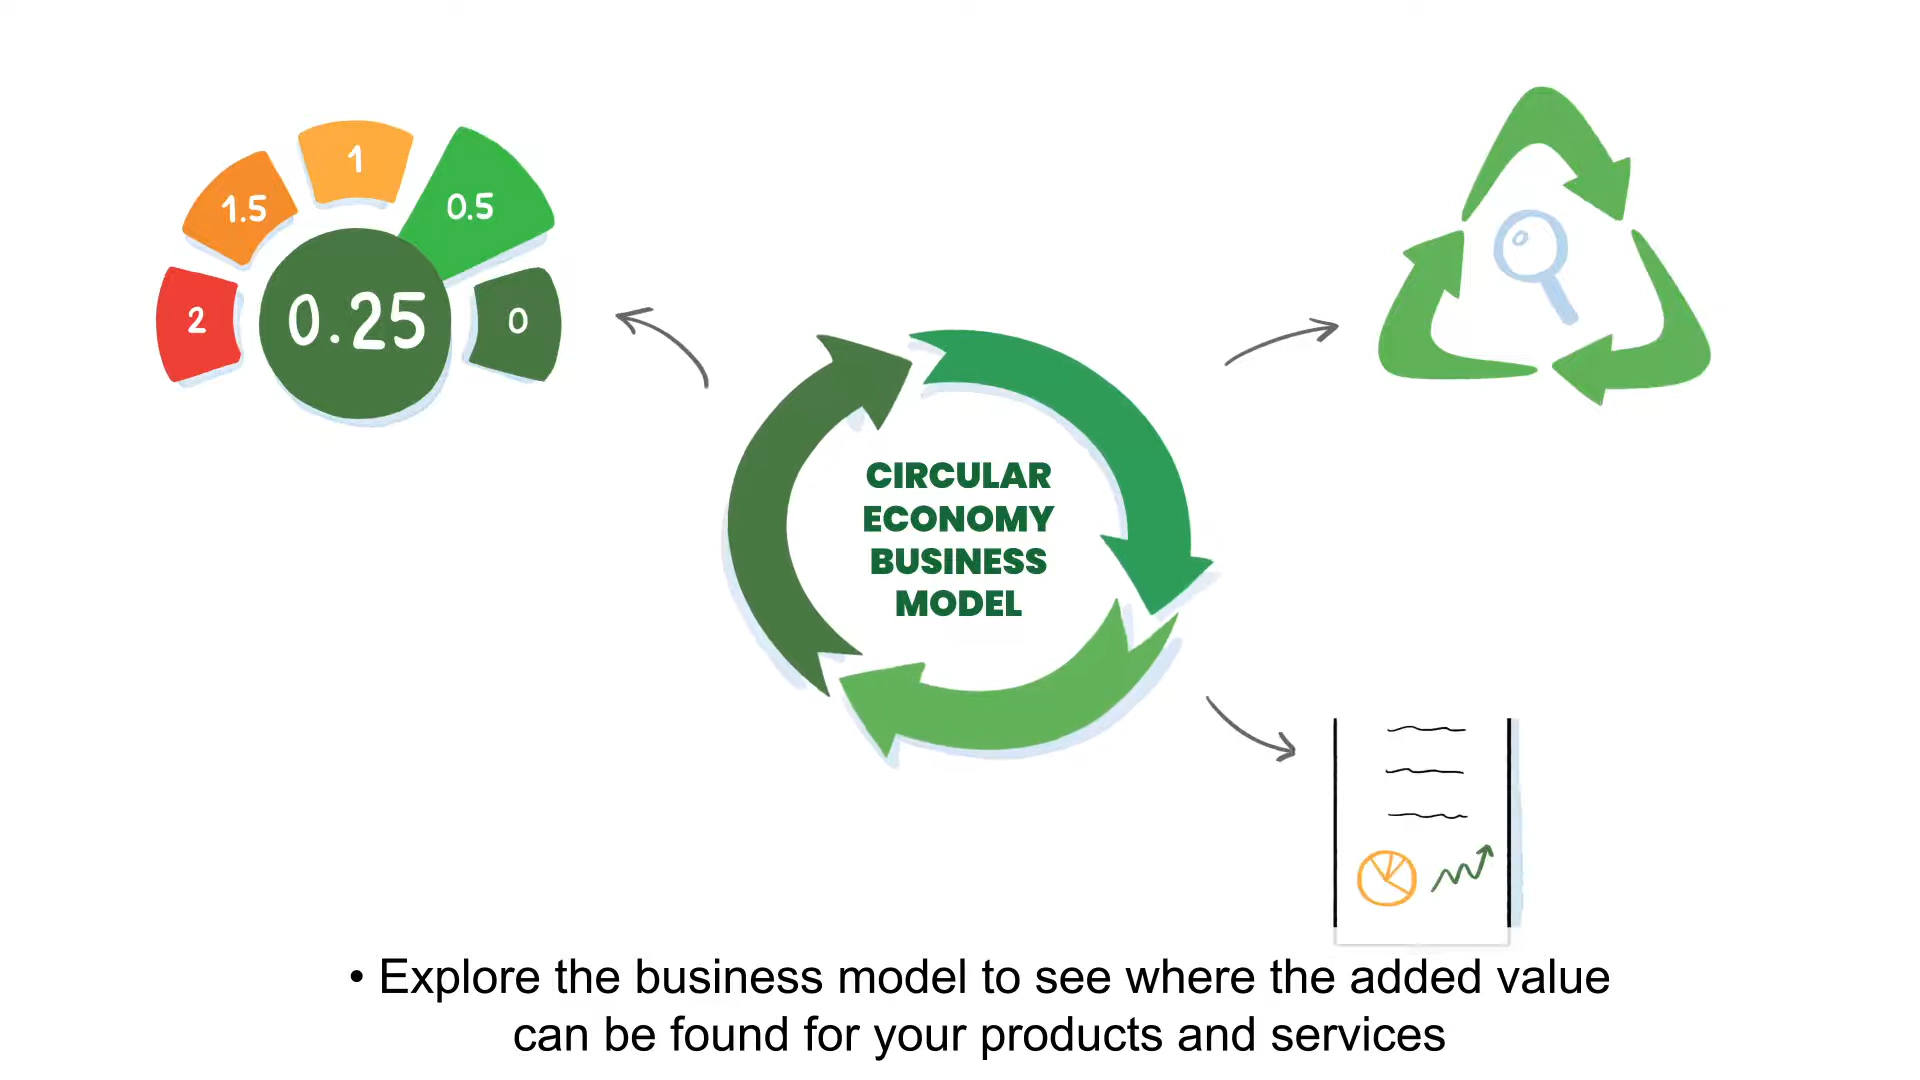 2
1.5
1
0.5
0
0.25
CIRCULAR
ECONOMY
BUSINESS
MODEL
• Explore the business model to see where the added value
can be found for your products and services